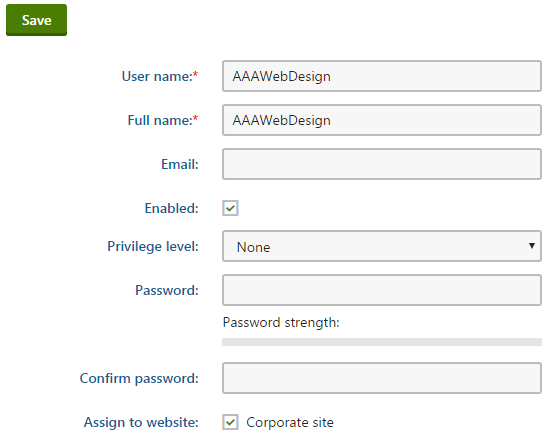 Save
User name:* AAAWebDesign
Full name:* AAAWebDesign
Email:
Enabled:
Privilege level: None
Password:
Password strength:
Confirm password:
Assign to website: Corporate site